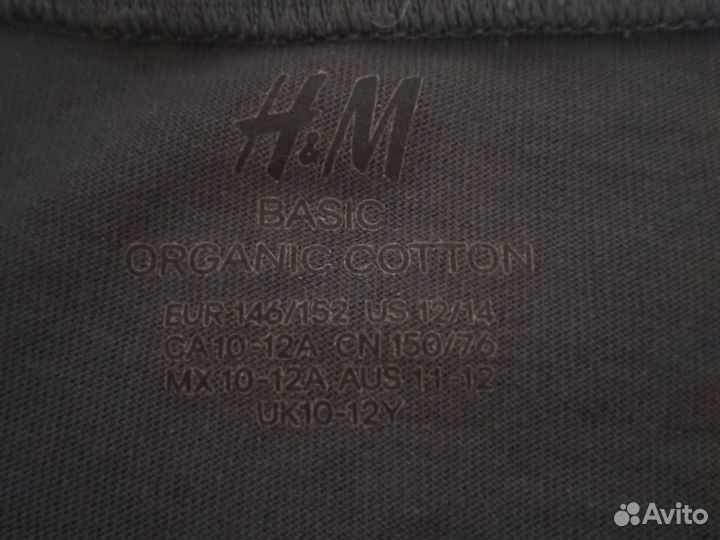 H&M
BASIC
ORGANIC COTTON
EUR 146/152 US 12/14
CA 10-12A CN 150/76
MX 10-12A AUS 11-12
UK10-12Y
Avito